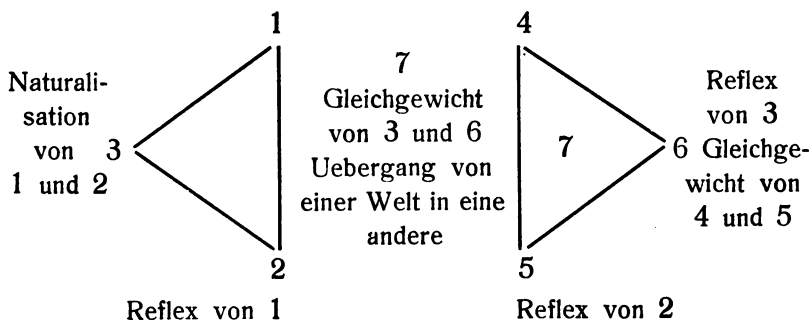 1
4
Naturali-
sation
von 3
1 und 2
7
Gleichgewicht
von 3 und 6
Uebergang von
einer Welt in eine
andere
7
Reflex
von 3
6 Gleichge-
wicht von
4 und 5
2
5
Reflex von 1
Reflex von 2